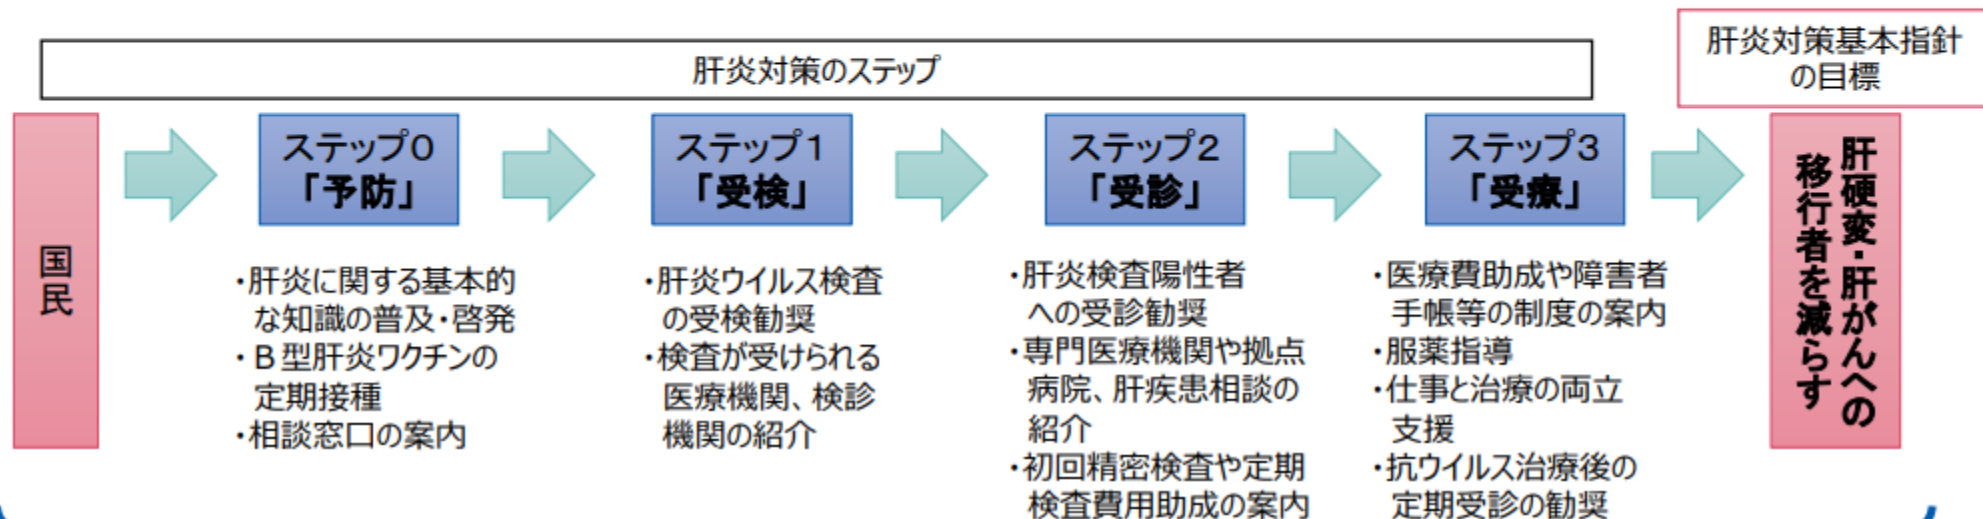 肝炎対策のステップ
肝炎対策基本指針
の目標
国民
ステップ0
「予防」
・肝炎に関する基本的
な知識の普及・啓発
・B型肝炎ワクチンの
定期接種
・相談窓口の案内
ステップ1
「受検」
・肝炎ウイルス検査
の受検勧奨
・検査が受けられる
医療機関、検診
機関の紹介
ステップ2
「受診」
・肝炎検査陽性者
への受診勧奨
・専門医療機関や拠点
病院、肝疾患相談の
紹介
・初回精密検査や定期
検査費用助成の案内
ステップ3
「受療」
・医療費助成や障害者
手帳等の制度の案内
・服薬指導
・仕事と治療の両立
支援
・抗ウイルス治療後の
定期受診の勧奨
肝硬変・肝がんへの
移行者を減らす